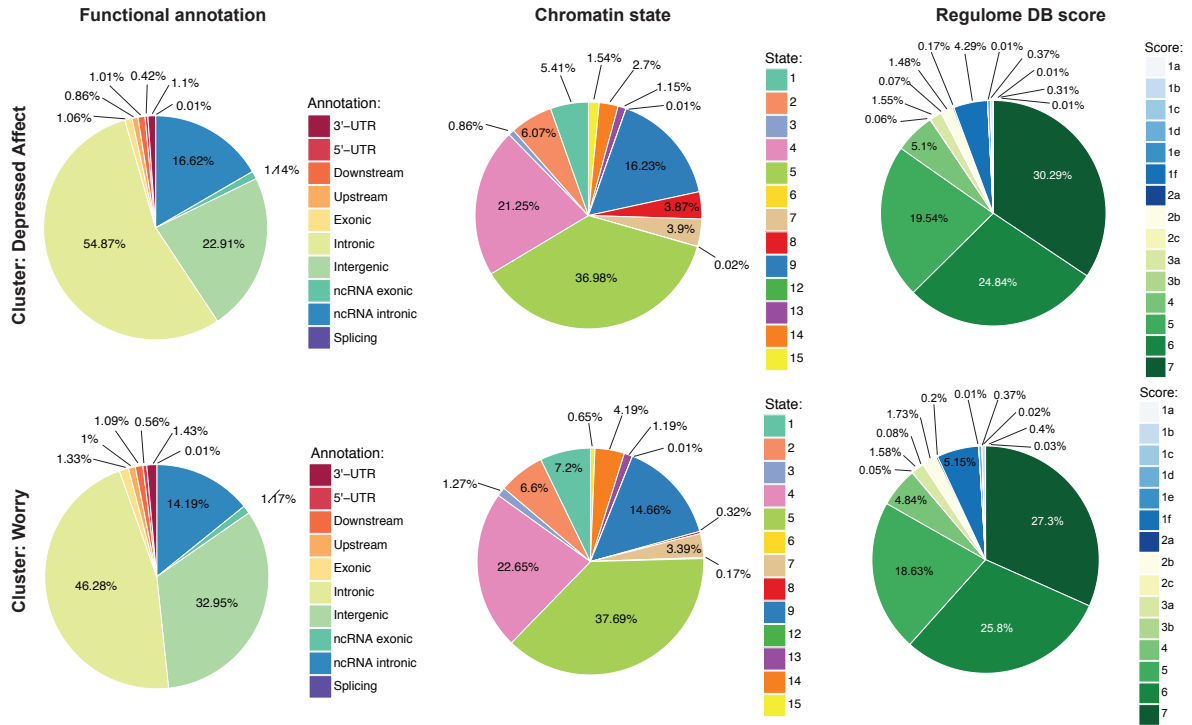 Functional annotation
Chromatin state
Regulome DB score
Cluster: Depressed Affect
1.06%
0.86%
1.01%
0.42%
1.1%
0.01%
16.62%
1.14%
22.91%
54.87%
Annotation:
3'−UTR
5'−UTR
Downstream
Upstream
Exonic
Intronic
Intergenic
ncRNA exonic
ncRNA intronic
Splicing
0.86%
6.07%
5.41%
1.54%
2.7%
1.15%
0.01%
16.23%
3.87%
3.9%
0.02%
36.98%
21.25%
State:
1
2
3
4
5
6
7
8
9
12
13
14
15
0.06%
1.55%
0.07%
1.48%
0.17%
4.29%
0.01%
0.37%
0.01%
0.31%
0.01%
5.1%
19.54%
24.84%
30.29%
Score:
1a
1b
1c
1d
1e
1f
2a
2b
2c
3a
3b
4
5
6
7
Cluster: Worry
1.33%
1%
1.09%
0.56%
1.43%
0.01%
14.19%
1.17%
32.95%
46.28%
Annotation:
3'−UTR
5'−UTR
Downstream
Upstream
Exonic
Intronic
Intergenic
ncRNA exonic
ncRNA intronic
Splicing
1.27%
6.6%
7.2%
0.65%
4.19%
1.19%
0.01%
14.66%
0.32%
3.39%
0.17%
37.69%
22.65%
State:
1
2
3
4
5
6
7
8
9
12
13
14
15
0.05%
1.58%
0.08%
1.73%
0.2%
5.15%
0.01%
0.37%
0.02%
0.4%
0.03%
4.84%
18.63%
25.8%
27.3%
Score:
1a
1b
1c
1d
1e
1f
2a
2b
2c
3a
3b
4
5
6
7